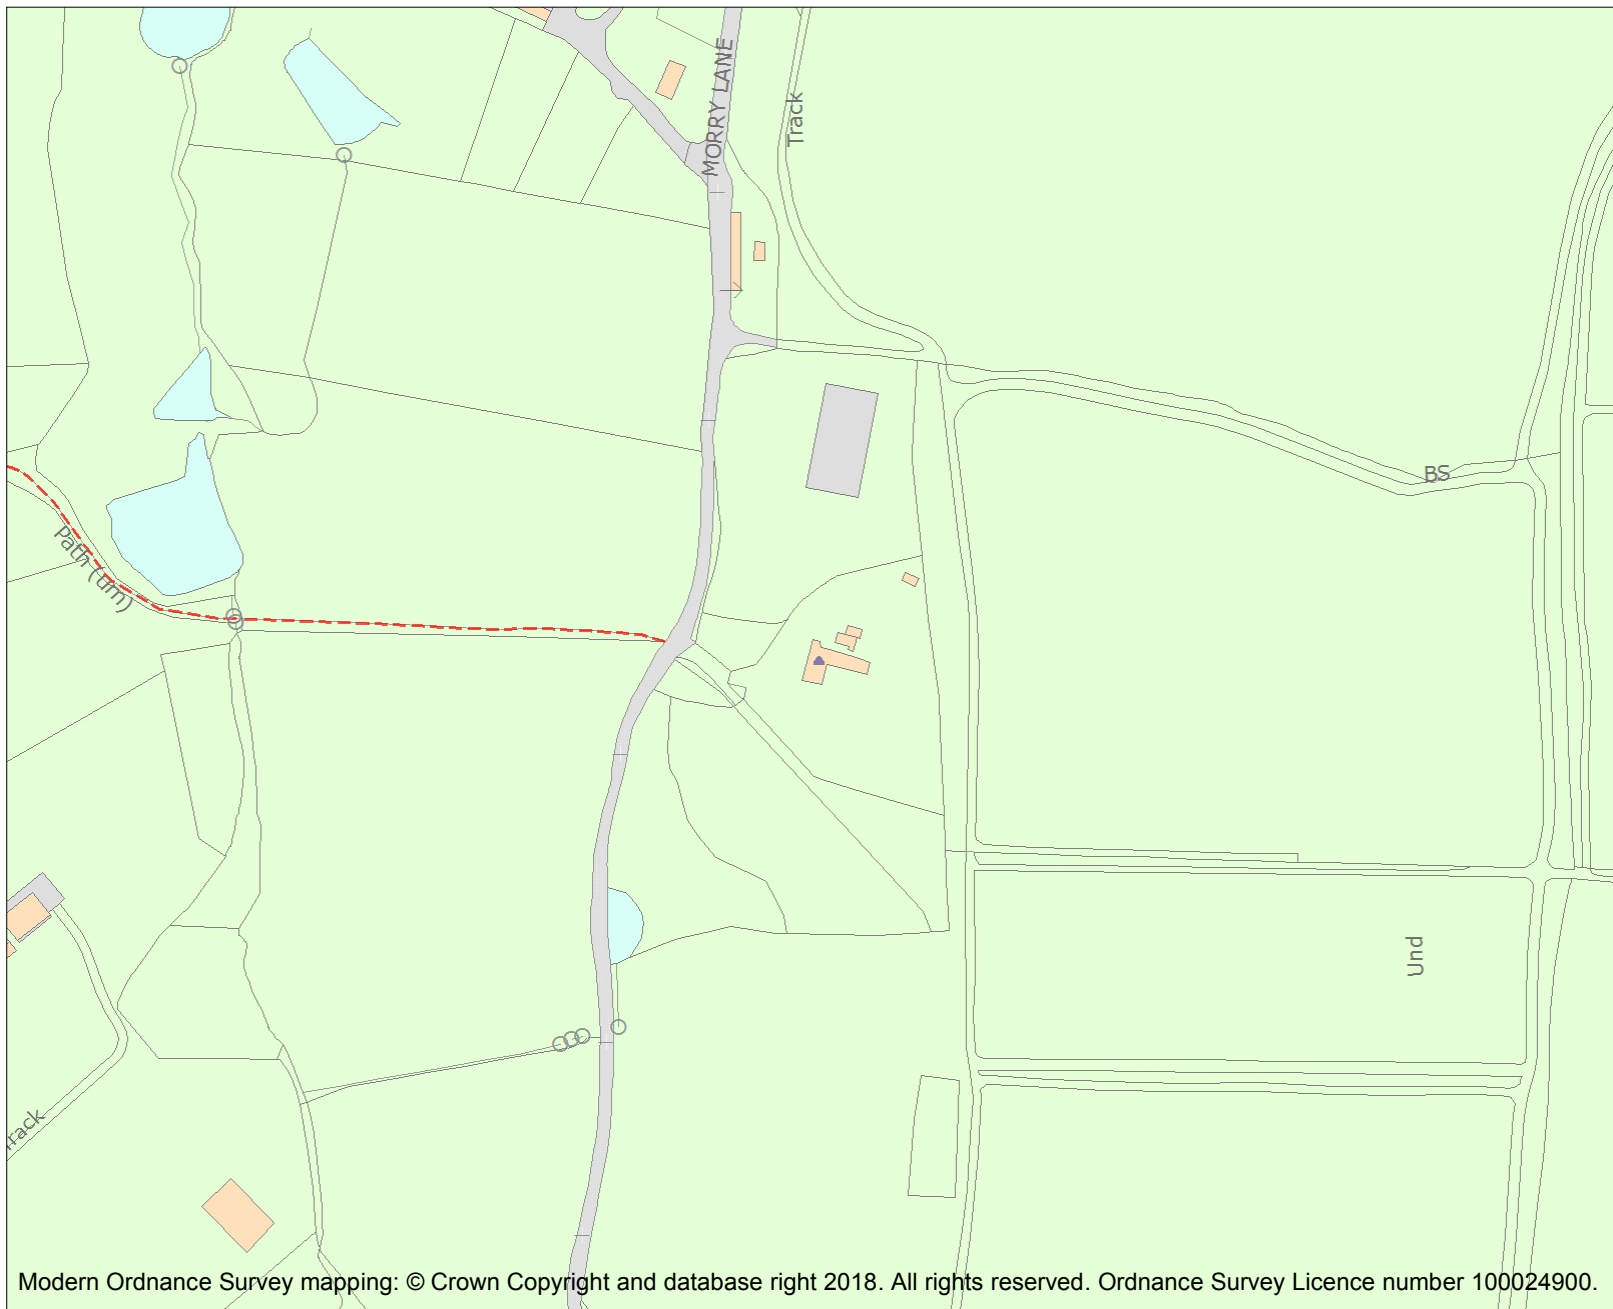 MORRY LANE
Track
BS
Path (um)
Und
Track
Modern Ordnance Survey mapping: © Crown Copyright and database right 2018. All rights reserved. Ordnance Survey Licence number 100024900.